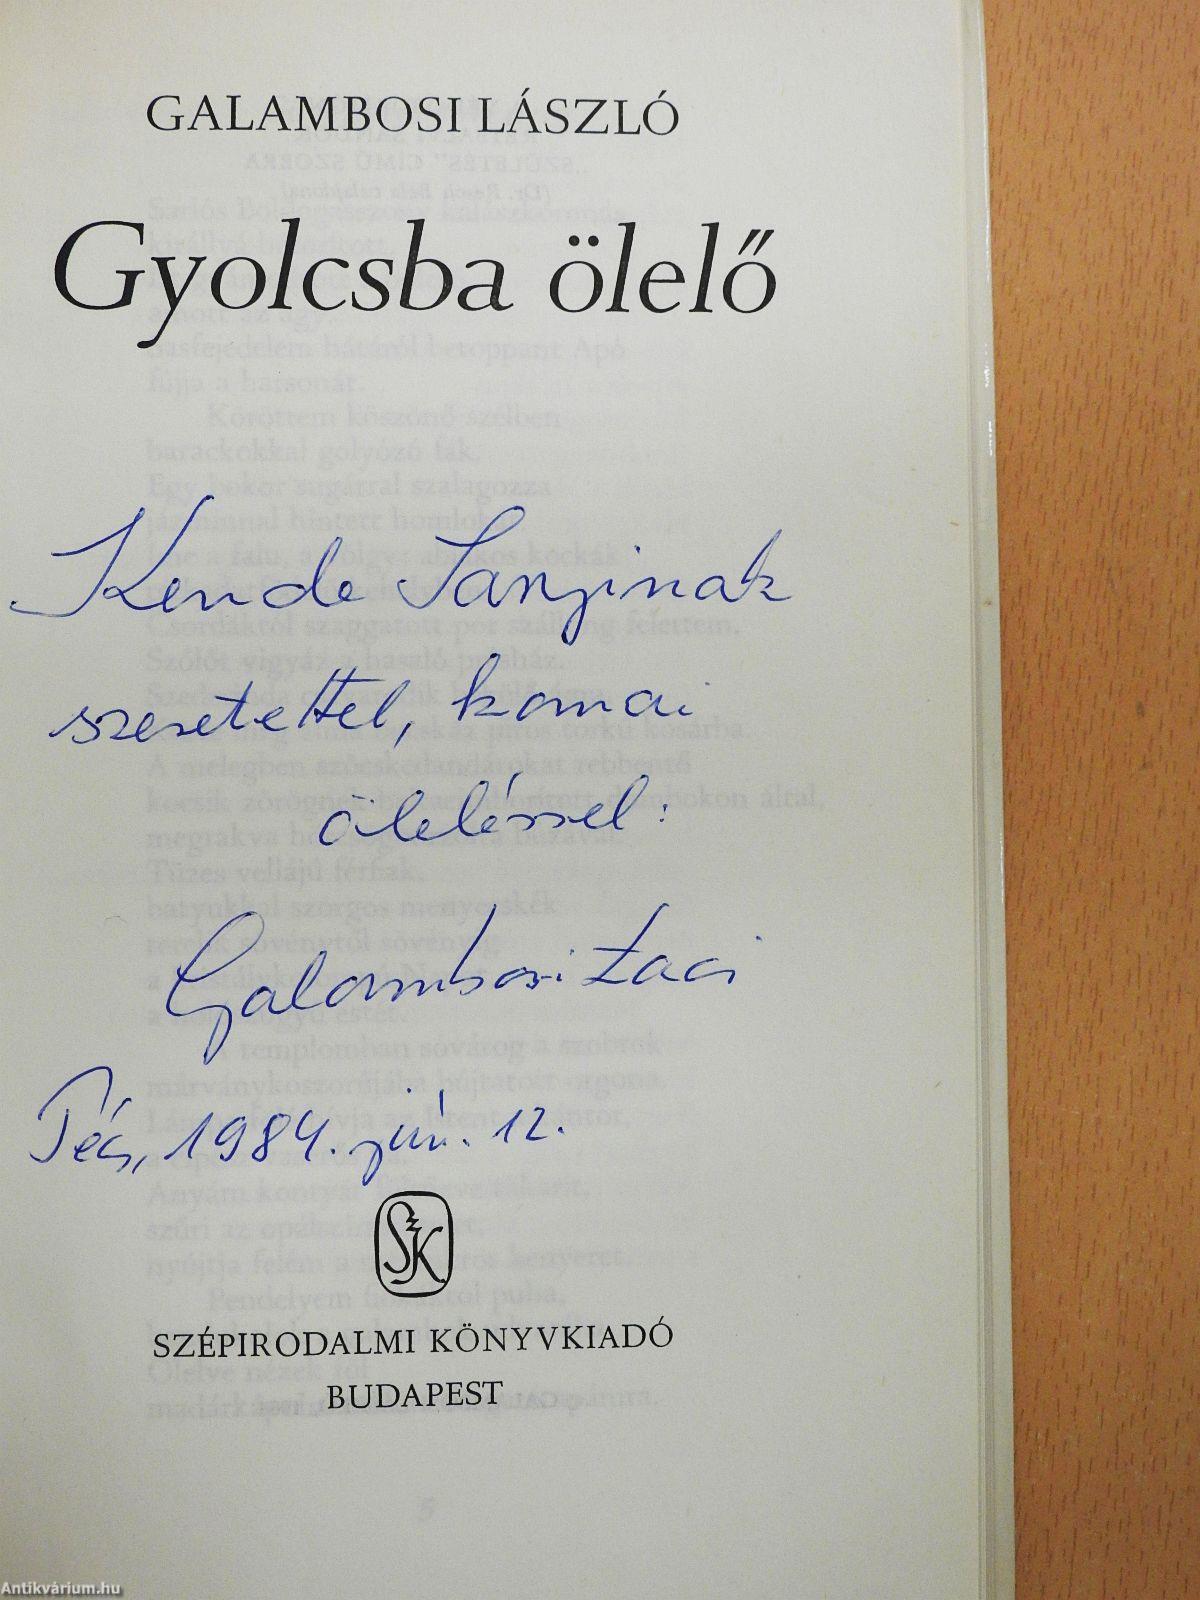 GALAMBOSI LÁSZLÓ
Gyolcsba ölelő
Kende Sanyinak
szeretettel, komai
öleléssel:
Galambosi Laci
Pécs, 1984. jún. 12.
SzK
SZÉPIRODALMI KÖNYVKIADÓ
BUDAPEST
Antikvárium.hu